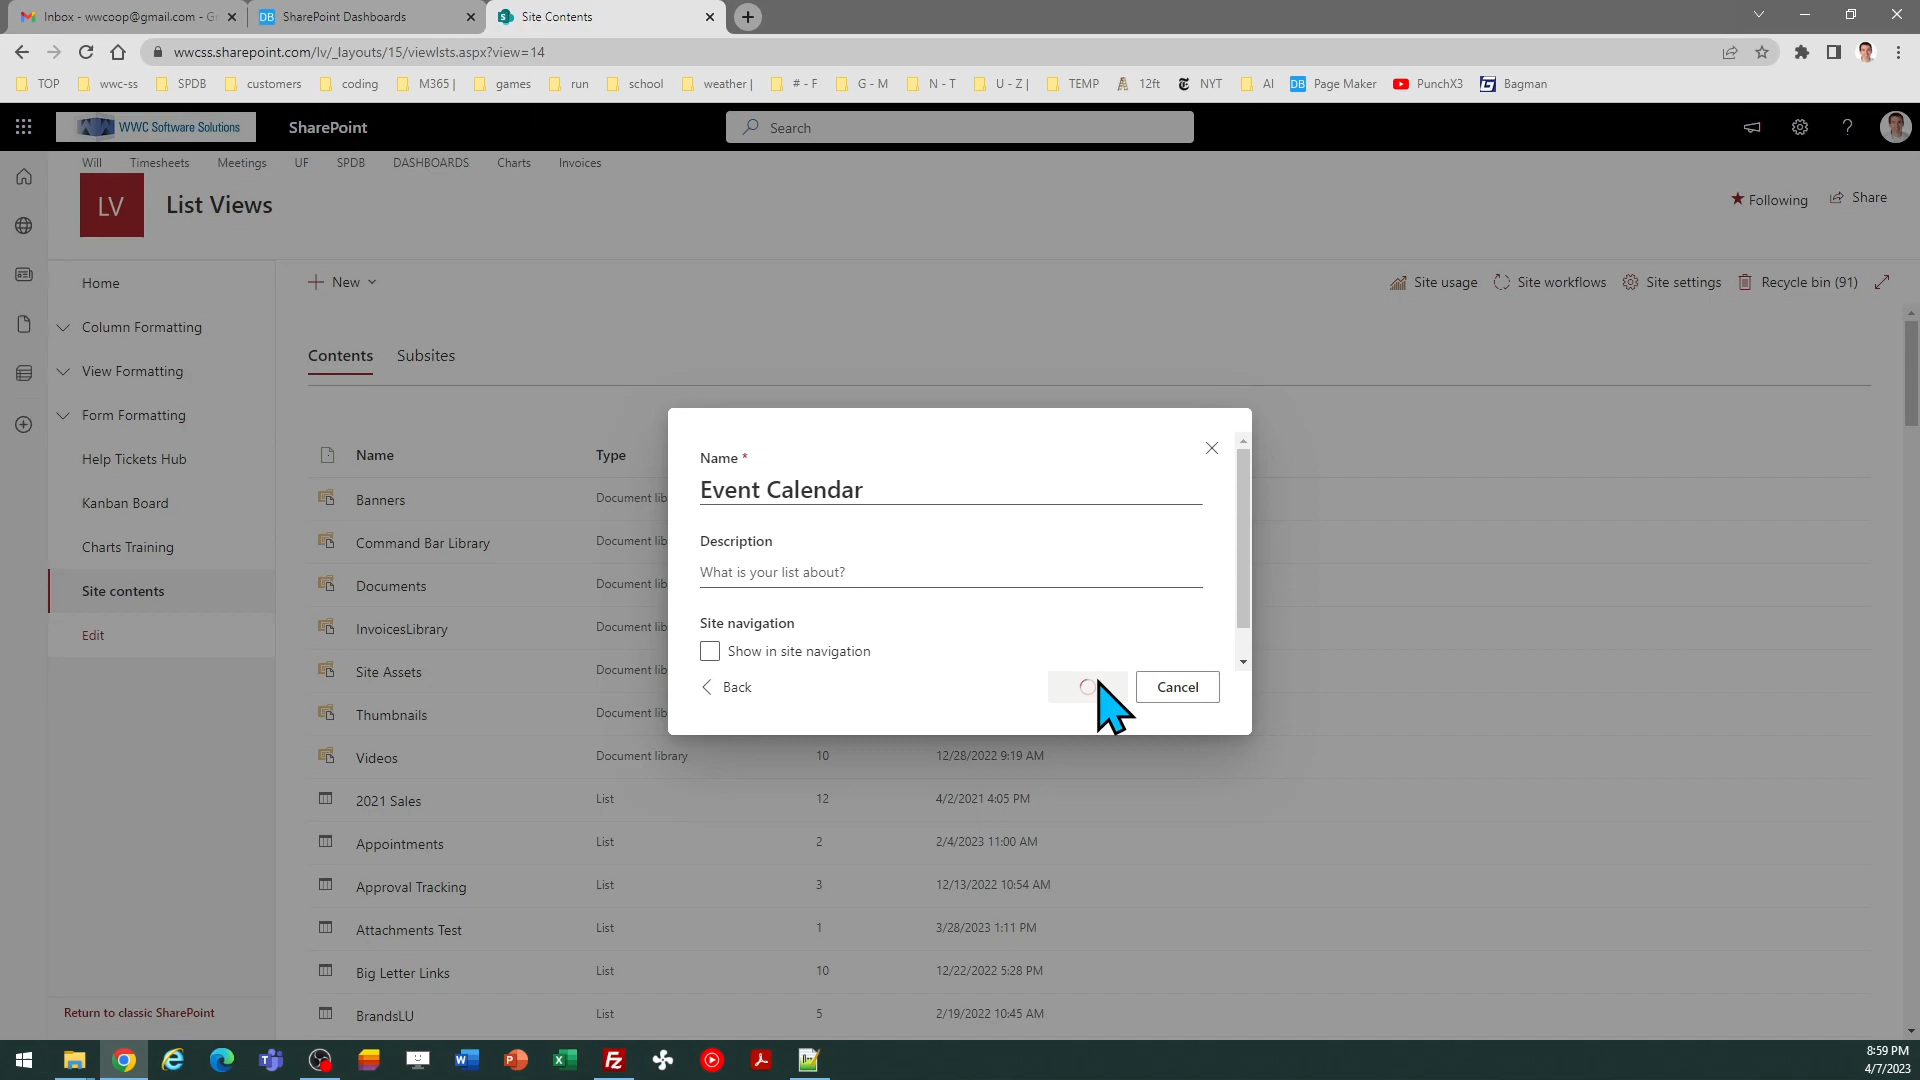 Inbox - wwcoop@gmail.com - G
DB SharePoint Dashboards
Site Contents
wwcss.sharepoint.com/lv/_layouts/15/viewlsts.aspx?view=14
TOP wwc-ss SPDB customers coding M365 | games run school weather | # - F G - M N - T U - Z | TEMP 12ft NYT AI DB Page Maker PunchX3 Bagman
WWC Software Solutions SharePoint Search ?
Will Timesheets Meetings UF SPDB DASHBOARDS Charts Invoices
LV List Views
Following Share
Home
Column Formatting
View Formatting
Form Formatting
Help Tickets Hub
Kanban Board
Charts Training
Site contents
Edit
Return to classic SharePoint
New
Site usage Site workflows Site settings Recycle bin (91)
Contents Subsites
Name Type
Banners Document lib
Command Bar Library Document lib
Documents Document lib
InvoicesLibrary Document lib
Site Assets Document lib
Thumbnails Document lib
Videos Document library 10 12/28/2022 9:19 AM
2021 Sales List 12 4/2/2021 4:05 PM
Appointments List 2 2/4/2023 11:00 AM
Approval Tracking List 3 12/13/2022 10:54 AM
Attachments Test List 1 3/28/2023 1:11 PM
Big Letter Links List 10 12/22/2022 5:28 PM
BrandsLU List 5 2/19/2022 10:45 AM
Name *
Event Calendar
Description
What is your list about?
Site navigation
Show in site navigation
Back
Cancel
8:59 PM
4/7/2023